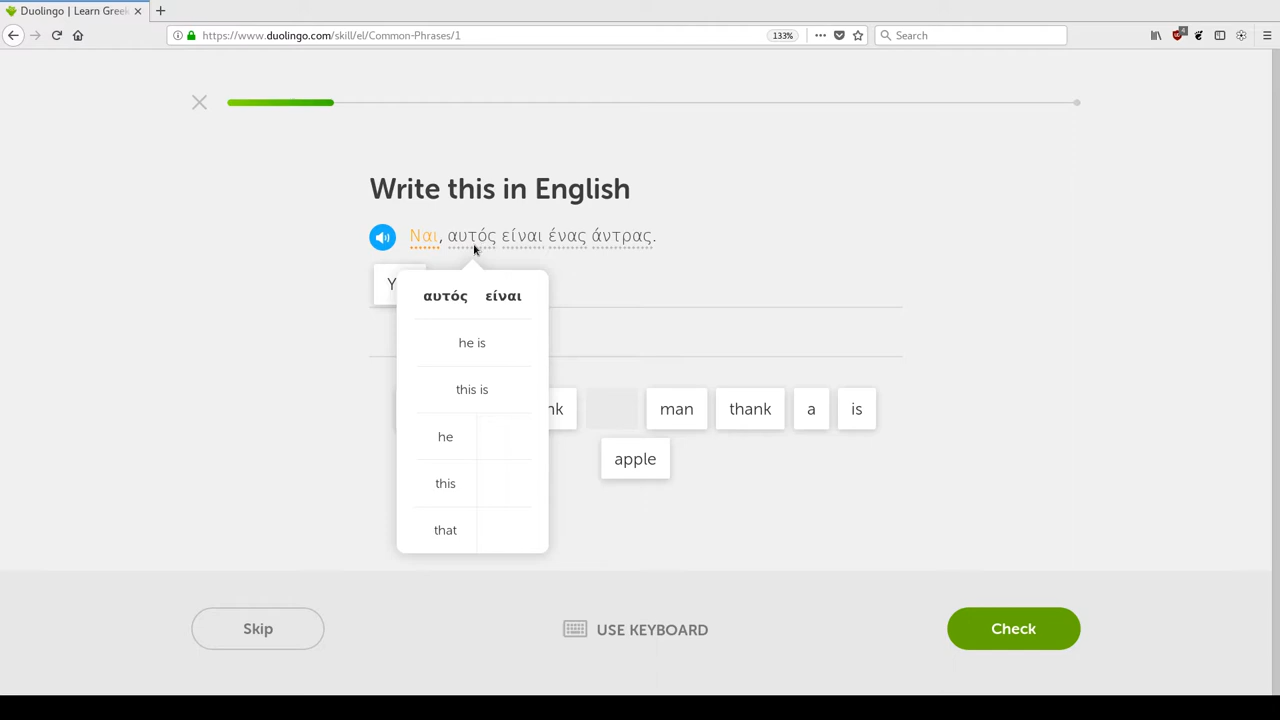 Duolingo | Learn Greek
https://www.duolingo.com/skill/el/Common-Phrases/1
133%
Search
4
Write this in English
Ναι, αυτός είναι ένας άντρας.
Y
αυτός είναι
he is
this is
he
this
that
nk
man
thank
a
is
apple
Skip
USE KEYBOARD
Check